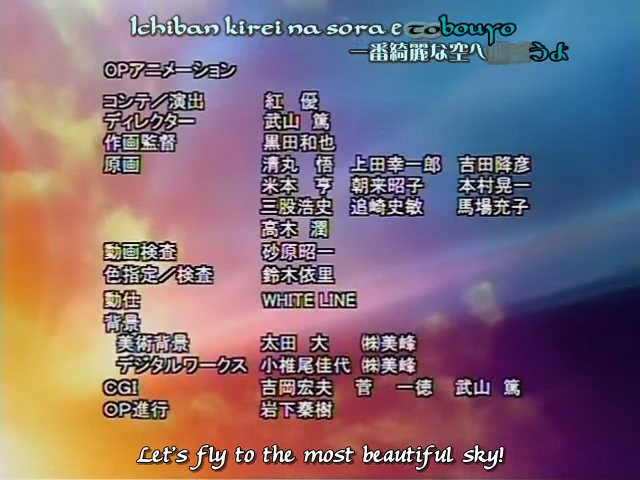 Ichiban kirei na sora e tobouyo
一番綺麗な空へ うよ
OPアニメーション
コンテ／演出 紅 優
ディレクター 武山 篤
作画監督 黒田和也
原画 清丸 悟 上田幸一郎 吉田隆彦
米本 亨 朝来昭子 本村晃一
三股浩史 追崎史敏 馬場充子
高木 潤
動画検査 砂原昭一
色指定／検査 鈴木依里
動仕 WHITE LINE
背景
美術背景 太田 大 ㈱美峰
デジタルワークス 小椎尾佳代 ㈱美峰
CGI 吉岡宏夫 菅 一徳 武山 篤
OP進行 岩下泰樹
Let's fly to the most beautiful sky!